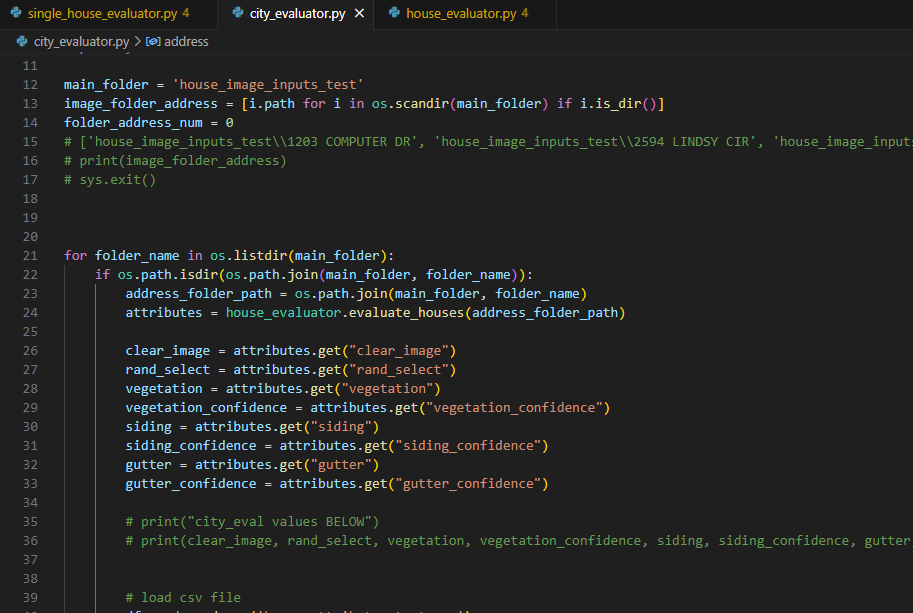 single_house_evaluator.py 4 city_evaluator.py × house_evaluator.py 4
city_evaluator.py > address
11
12 main_folder = 'house_image_inputs_test'
13 image_folder_address = [i.path for i in os.scandir(main_folder) if i.is_dir()]
14 folder_address_num = 0
15 # ['house_image_inputs_test\\1203 COMPUTER DR', 'house_image_inputs_test\\2594 LINDSY CIR', 'house_image_inputs
16 # print(image_folder_address)
17 # sys.exit()
18
19
20
21 for folder_name in os.listdir(main_folder):
22 if os.path.isdir(os.path.join(main_folder, folder_name)):
23 address_folder_path = os.path.join(main_folder, folder_name)
24 attributes = house_evaluator.evaluate_houses(address_folder_path)
25
26 clear_image = attributes.get("clear_image")
27 rand_select = attributes.get("rand_select")
28 vegetation = attributes.get("vegetation")
29 vegetation_confidence = attributes.get("vegetation_confidence")
30 siding = attributes.get("siding")
31 siding_confidence = attributes.get("siding_confidence")
32 gutter = attributes.get("gutter")
33 gutter_confidence = attributes.get("gutter_confidence")
34
35 # print("city_eval values BELOW")
36 # print(clear_image, rand_select, vegetation, vegetation_confidence, siding, siding_confidence, gutter
37
38
39 # load csv file